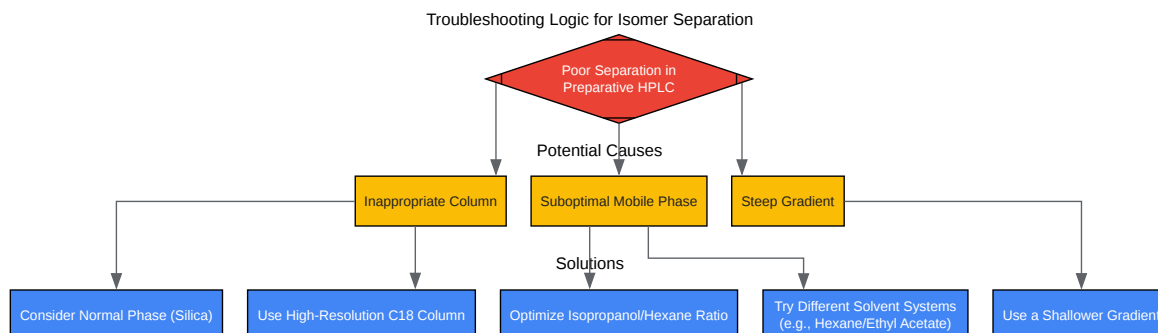 Troubleshooting Logic for Isomer Separation
Poor Separation in
Preparative HPLC
Potential Causes
Inappropriate Column
Suboptimal Mobile Phase
Steep Gradient
Solutions
Consider Normal Phase (Silica)
Use High-Resolution C18 Column
Optimize Isopropanol/Hexane Ratio
Try Different Solvent Systems
(e.g., Hexane/Ethyl Acetate)
Use a Shallower Gradient